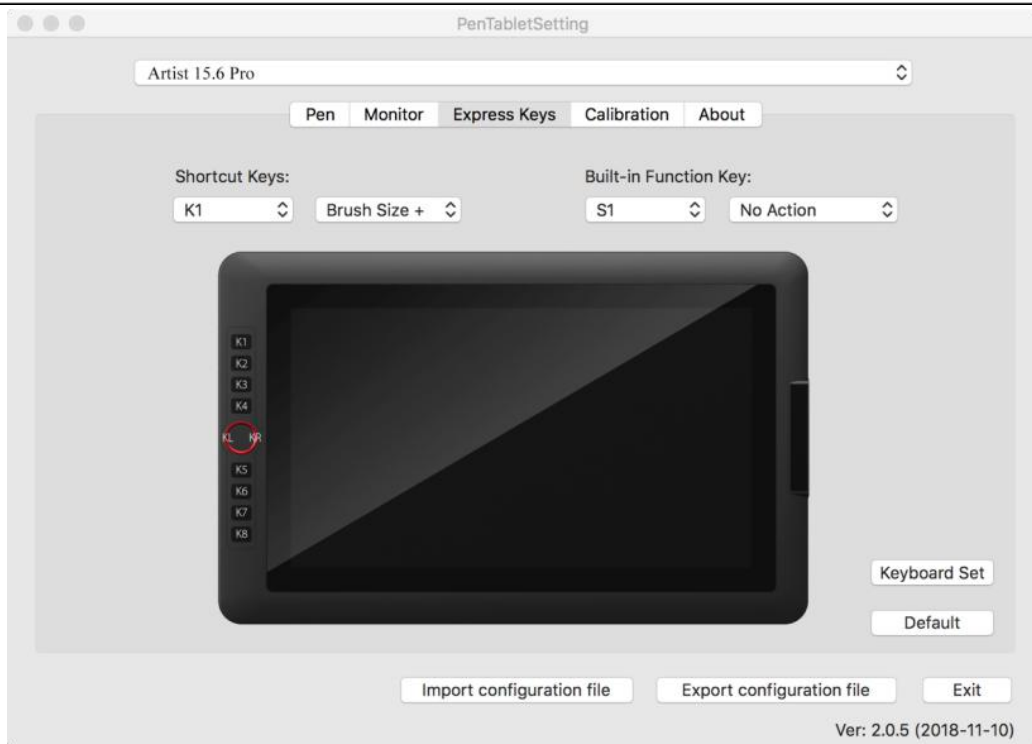 PenTabletSetting
Artist 15.6 Pro
Pen Monitor Express Keys Calibration About
Shortcut Keys: Built-in Function Key:
K1 Brush Size + S1 No Action
K1
K2
K3
K4
KL KR
K5
K6
K7
K8
Keyboard Set
Default
Import configuration file Export configuration file Exit
Ver: 2.0.5 (2018-11-10)